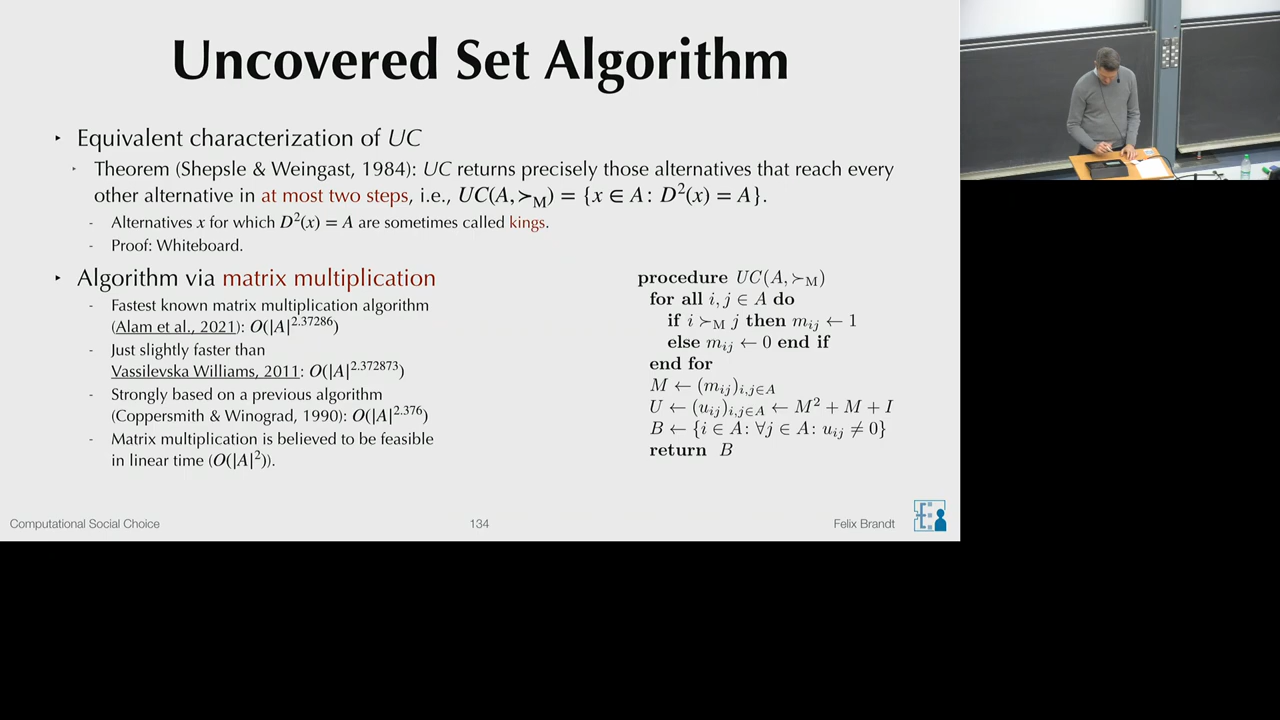 Uncovered Set Algorithm
‣ Equivalent characterization of UC
‣ Theorem (Shepsle & Weingast, 1984): UC returns precisely those alternatives that reach every
other alternative in at most two steps, i.e., UC(A,≻_M) = {x ∈ A: D²(x) = A}.
- Alternatives x for which D²(x) = A are sometimes called kings.
- Proof: Whiteboard.
‣ Algorithm via matrix multiplication
- Fastest known matrix multiplication algorithm
(Alam et al., 2021): O(|A|^2.37286)
- Just slightly faster than
Vassilevska Williams, 2011: O(|A|^2.372873)
- Strongly based on a previous algorithm
(Coppersmith & Winograd, 1990): O(|A|^2.376)
- Matrix multiplication is believed to be feasible
in linear time (O(|A|²)).
procedure UC(A,≻_M)
for all i, j ∈ A do
if i ≻_M j then m_ij ← 1
else m_ij ← 0 end if
end for
M ← (m_ij)_i,j∈A
U ← (u_ij)_i,j∈A ← M² + M + I
B ← {i ∈ A: ∀j ∈ A: u_ij ≠ 0}
return B
Computational Social Choice
134
Felix Brandt